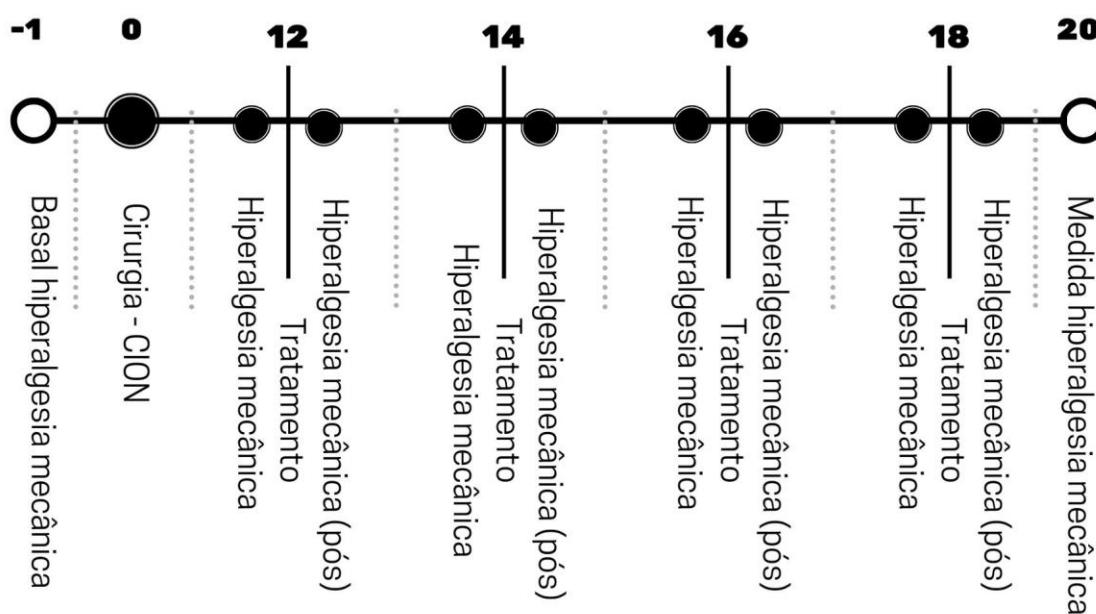 -1
0
12
14
16
18
20
Basal hiperalgesia mecânica
Cirurgia - CION
Hiperalgesia mecânica
Tratamento
Hiperalgesia mecânica (pós)
Hiperalgesia mecânica
Tratamento
Hiperalgesia mecânica (pós)
Hiperalgesia mecânica
Tratamento
Hiperalgesia mecânica (pós)
Hiperalgesia mecânica
Tratamento
Hiperalgesia mecânica (pós)
Medida hiperalgesia mecânica